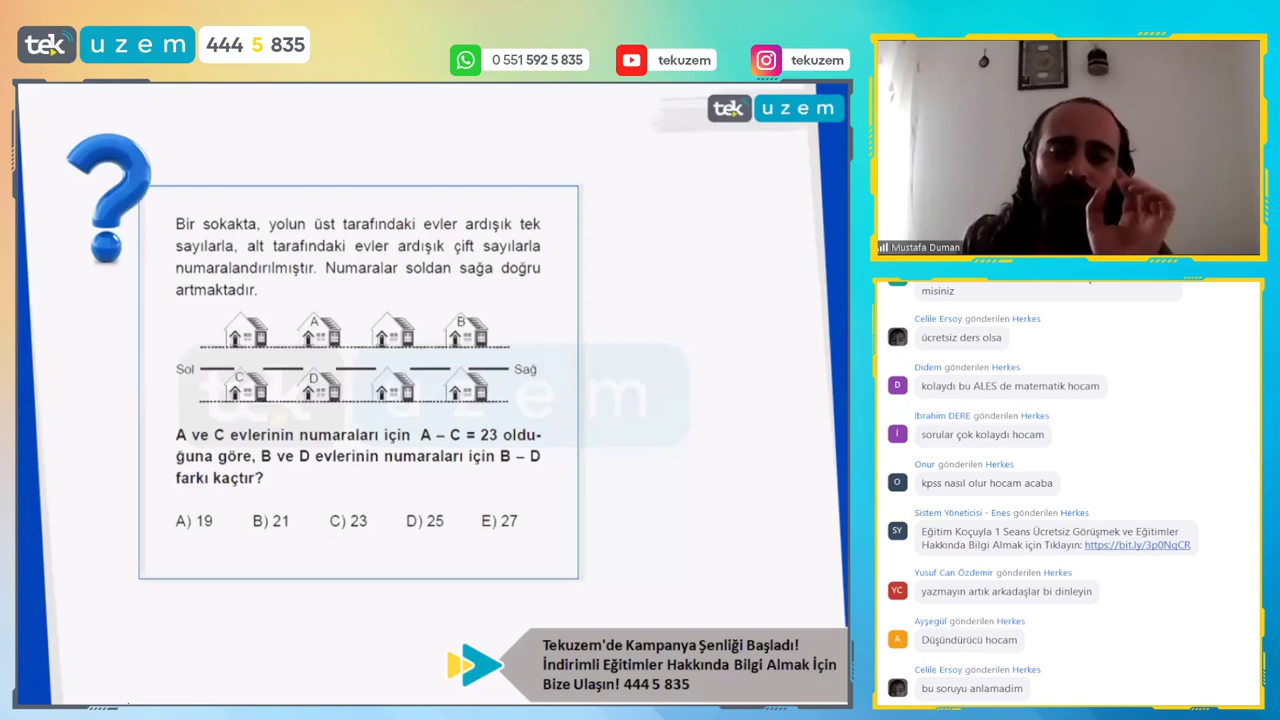 tek uzem 444 5 835
0 551 592 5 835
tekuzem
tekuzem
tek uzem
Bir sokakta, yolun üst tarafındaki evler ardışık tek
sayılarla, alt tarafındaki evler ardışık çift sayılarla
numaralandırılmıştır. Numaralar soldan sağa doğru
artmaktadır.
A B
Sol Sağ
C D
A ve C evlerinin numaraları için A – C = 23 oldu-
ğuna göre, B ve D evlerinin numaraları için B – D
farkı kaçtır?
A) 19 B) 21 C) 23 D) 25 E) 27
tek uzem
Tekuzem'de Kampanya Şenliği Başladı!
İndirimli Eğitimler Hakkında Bilgi Almak İçin
Bize Ulaşın! 444 5 835
Mustafa Duman
misiniz
Celile Ersoy gönderilen Herkes
ücretsiz ders olsa
Didem gönderilen Herkes
D
kolaydı bu ALES de matematik hocam
İbrahim DERE gönderilen Herkes
İ
sorular çok kolaydı hocam
Onur gönderilen Herkes
O
kpss nasıl olur hocam acaba
Sistem Yöneticisi - Enes gönderilen Herkes
SY
Eğitim Koçuyla 1 Seans Ücretsiz Görüşmek ve Eğitimler
Hakkında Bilgi Almak için Tıklayın: https://bit.ly/3p0NqCR
Yusuf Can Özdemir gönderilen Herkes
YC
yazmayın artık arkadaşlar bi dinleyin
Ayşegül gönderilen Herkes
A
Düşündürücü hocam
Celile Ersoy gönderilen Herkes
bu soruyu anlamadim